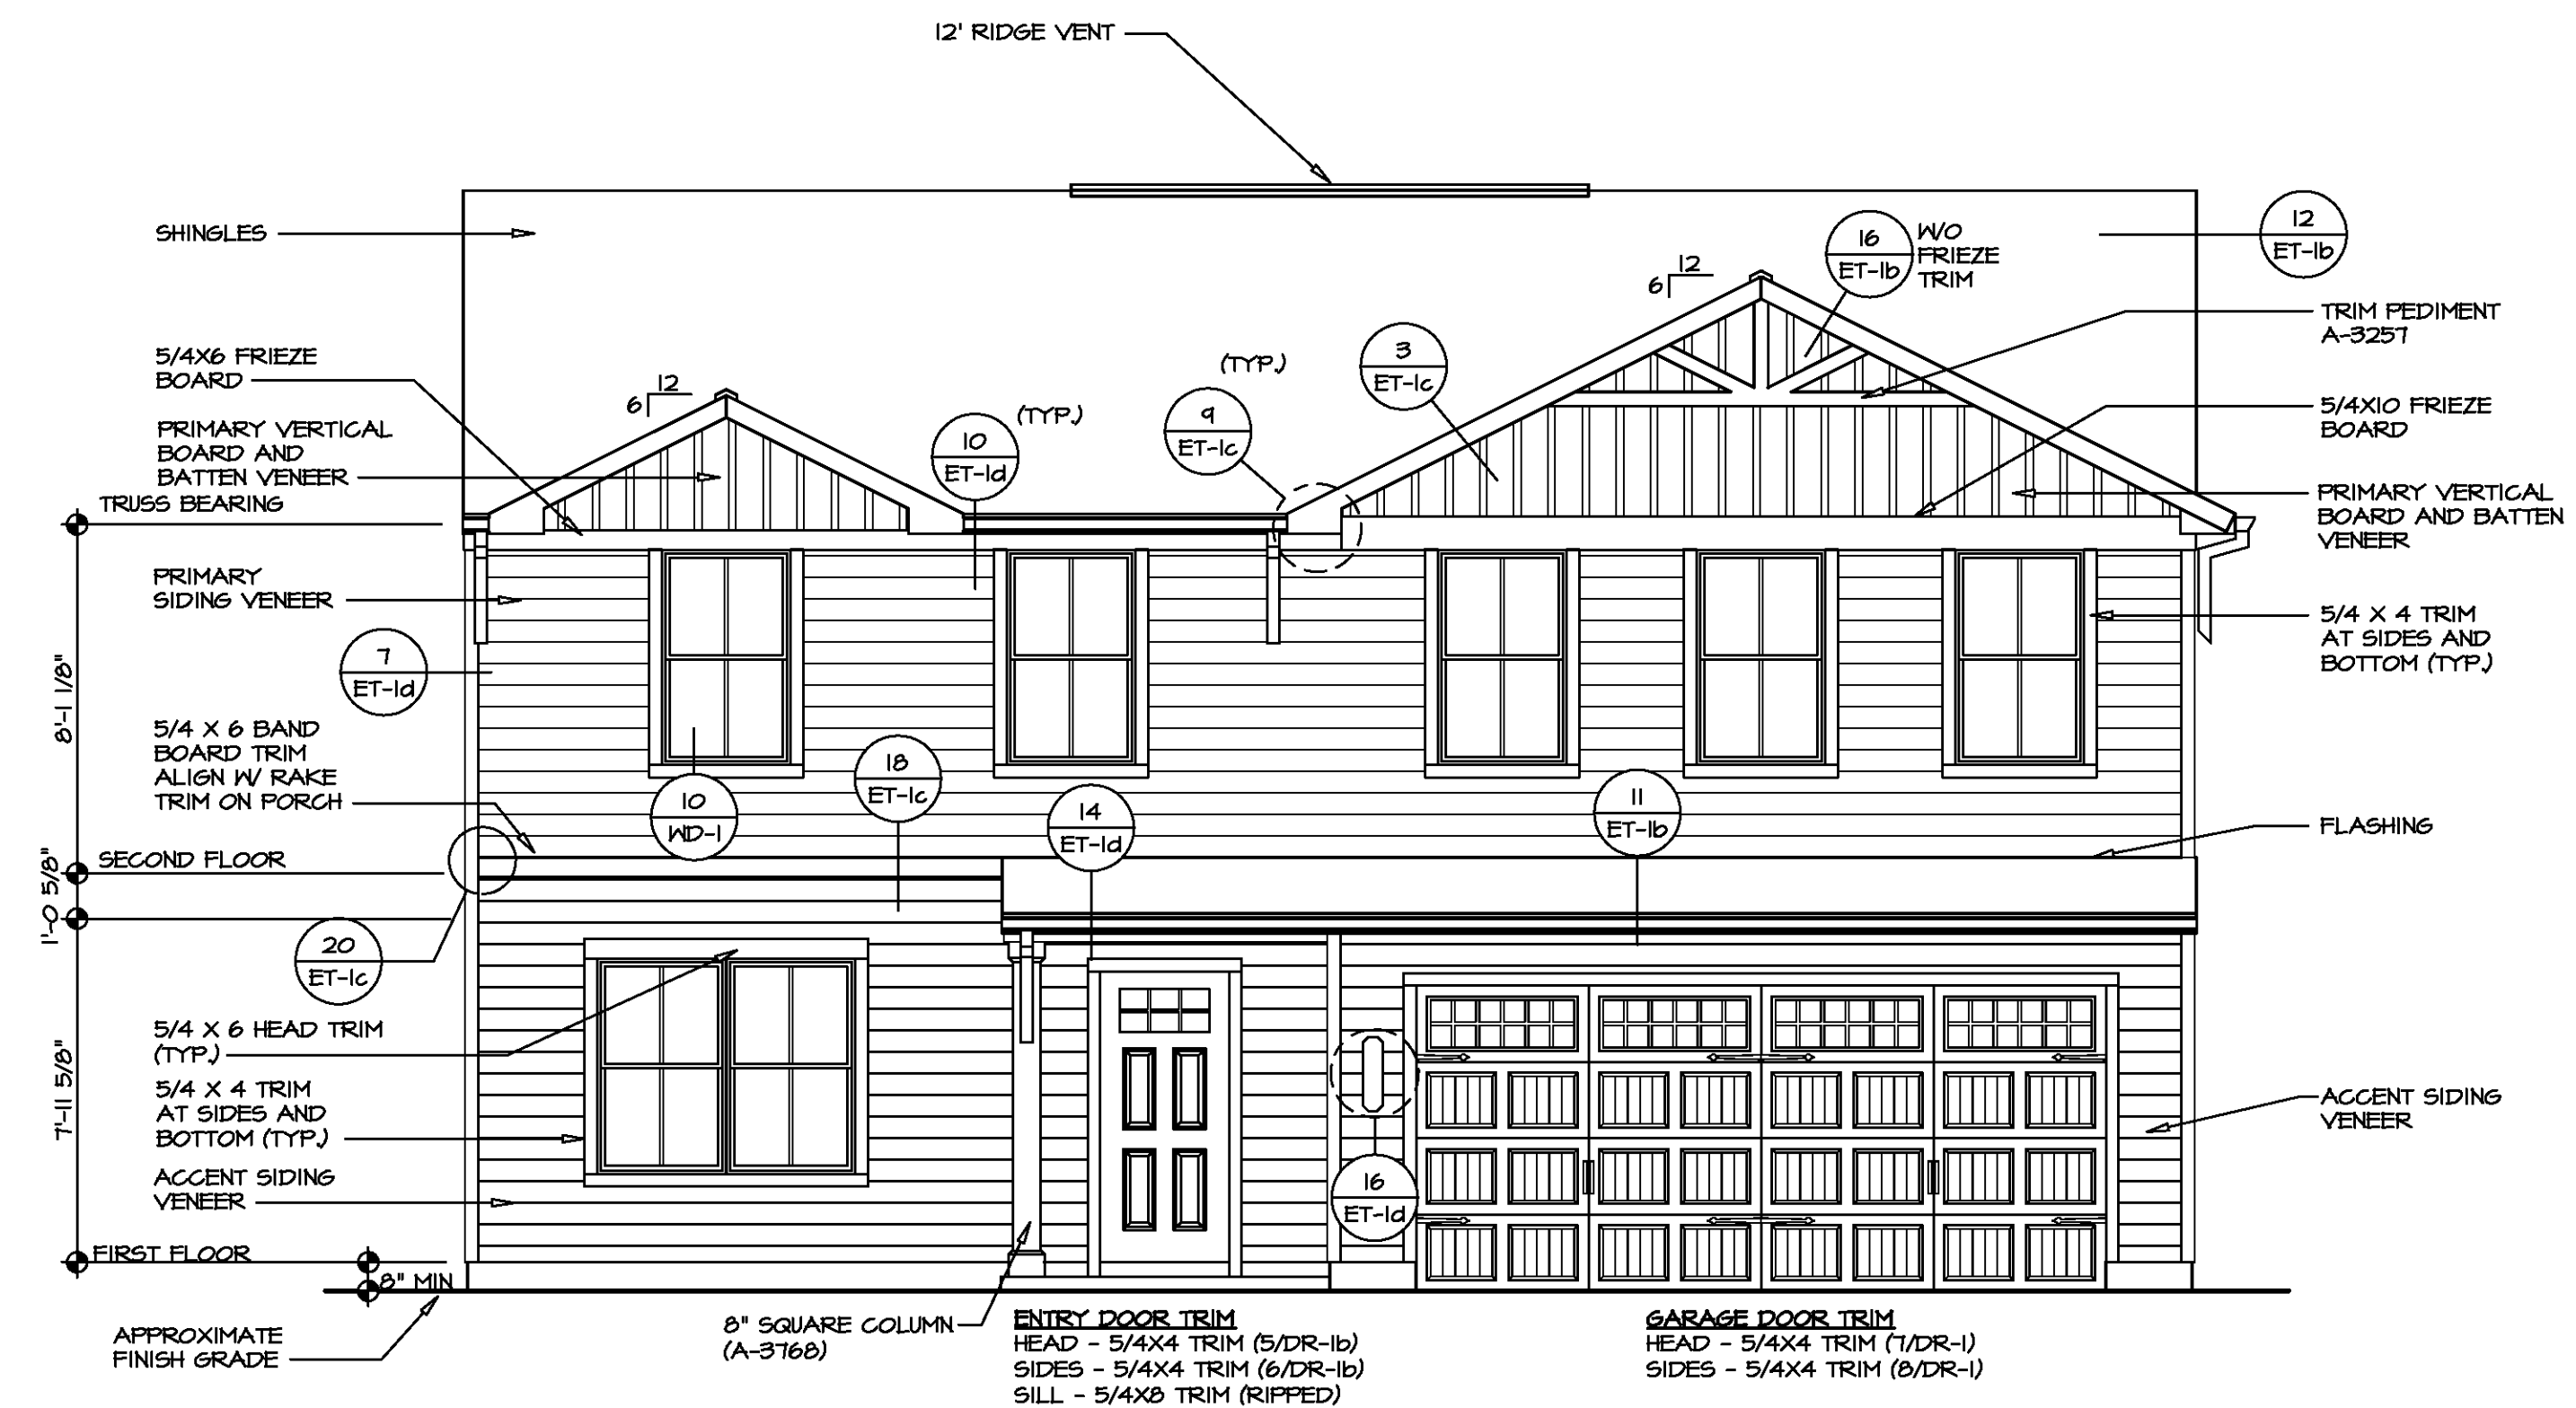 12' RIDGE VENT
SHINGLES
12
ET-1b
16
ET-1b
W/O
FRIEZE
TRIM
12
6
TRIM PEDIMENT
A-3257
5/4X6 FRIEZE
BOARD
12
6
(TYP.)
3
ET-1c
9
ET-1c
(TYP.)
10
ET-1d
5/4X10 FRIEZE
BOARD
PRIMARY VERTICAL
BOARD AND
BATTEN VENEER
TRUSS BEARING
PRIMARY VERTICAL
BOARD AND BATTEN
VENEER
PRIMARY
SIDING VENEER
5/4 X 4 TRIM
AT SIDES AND
BOTTOM (TYP.)
7
ET-1d
8'-1 1/8"
5/4 X 6 BAND
BOARD TRIM
ALIGN W/ RAKE
TRIM ON PORCH
10
WD-1
18
ET-1c
14
ET-1d
11
ET-1b
FLASHING
SECOND FLOOR
1'-0 5/8"
20
ET-1c
5/4 X 6 HEAD TRIM
(TYP.)
7'-11 5/8"
5/4 X 4 TRIM
AT SIDES AND
BOTTOM (TYP.)
ACCENT SIDING
VENEER
ACCENT SIDING
VENEER
16
ET-1d
FIRST FLOOR
8" MIN
APPROXIMATE
FINISH GRADE
8" SQUARE COLUMN
(A-3768)
ENTRY DOOR TRIM
HEAD - 5/4X4 TRIM (5/DR-1b)
SIDES - 5/4X4 TRIM (6/DR-1b)
SILL - 5/4X8 TRIM (RIPPED)
GARAGE DOOR TRIM
HEAD - 5/4X4 TRIM (7/DR-1)
SIDES - 5/4X4 TRIM (8/DR-1)